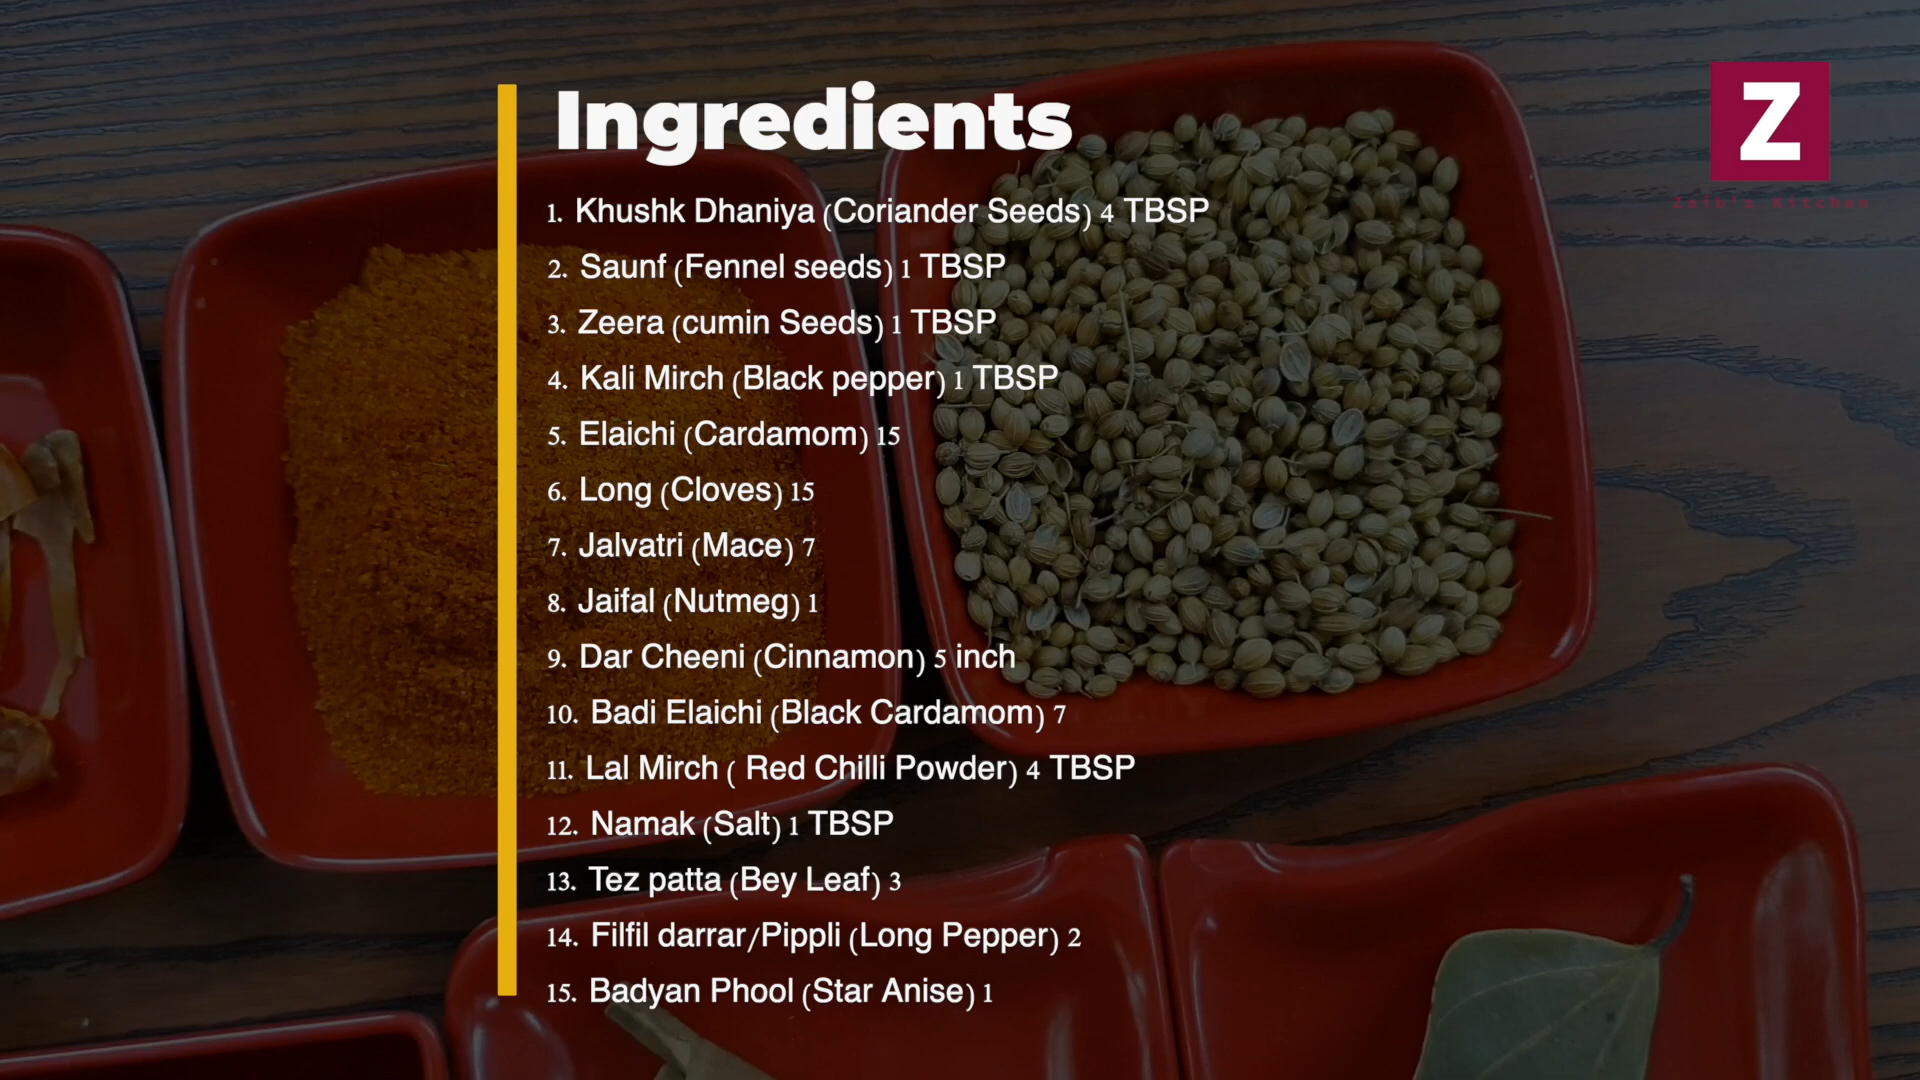 Ingredients
Z
Zaib's Kitchen
1. Khushk Dhaniya (Coriander Seeds) 4 TBSP
2. Saunf (Fennel seeds) 1 TBSP
3. Zeera (cumin Seeds) 1 TBSP
4. Kali Mirch (Black pepper) 1 TBSP
5. Elaichi (Cardamom) 15
6. Long (Cloves) 15
7. Jalvatri (Mace) 7
8. Jaifal (Nutmeg) 1
9. Dar Cheeni (Cinnamon) 5 inch
10. Badi Elaichi (Black Cardamom) 7
11. Lal Mirch ( Red Chilli Powder) 4 TBSP
12. Namak (Salt) 1 TBSP
13. Tez patta (Bey Leaf) 3
14. Filfil darrar/Pippli (Long Pepper) 2
15. Badyan Phool (Star Anise) 1